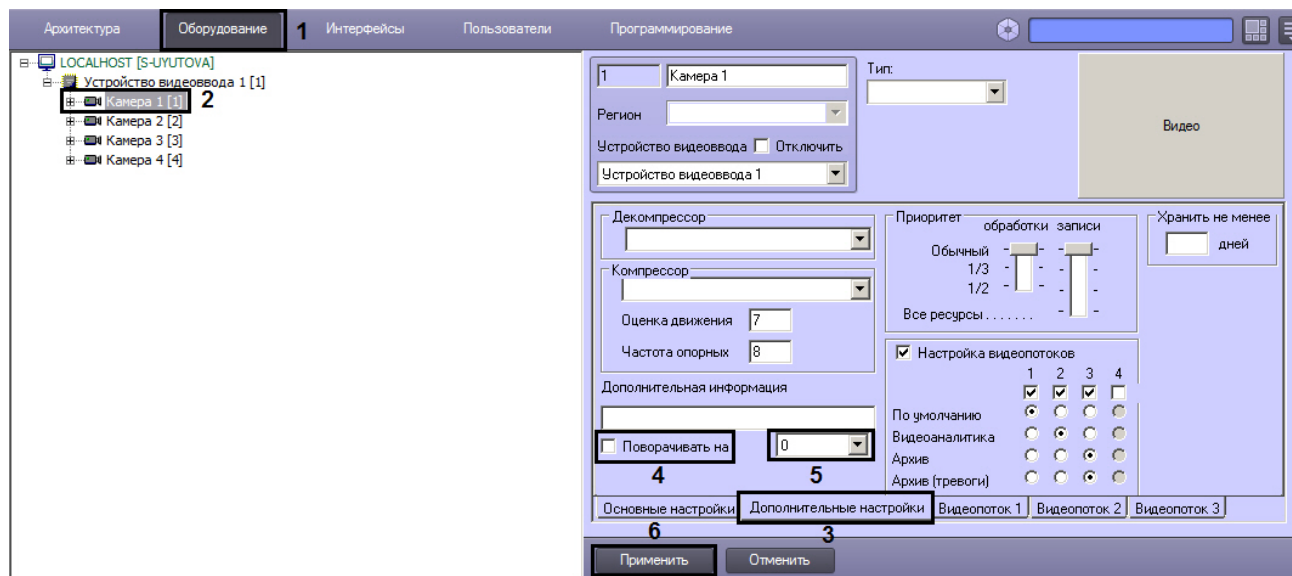 Архитектура Оборудование 1 Интерфейсы Пользователи Программирование
LOCALHOST [S-UYUTOVA]
Устройство видеоввода 1 [1]
Камера 1 [1] 2
Камера 2 [2]
Камера 3 [3]
Камера 4 [4]
1 Камера 1
Тип:
Регион
Устройство видеоввода Отключить
Устройство видеоввода 1
Видео
Декомпрессор
Компрессор
Оценка движения 7
Частота опорных 8
Дополнительная информация
Поворачивать на 0
4 5
Приоритет
обработки записи
Обычный
1/3
1/2
Все ресурсы . . . . . . .
Хранить не менее
дней
Настройка видеопотоков
1 2 3 4
По умолчанию
Видеоаналитика
Архив
Архив (тревоги)
Основные настройки Дополнительные настройки Видеопоток 1 Видеопоток 2 Видеопоток 3
6 3
Применить Отменить